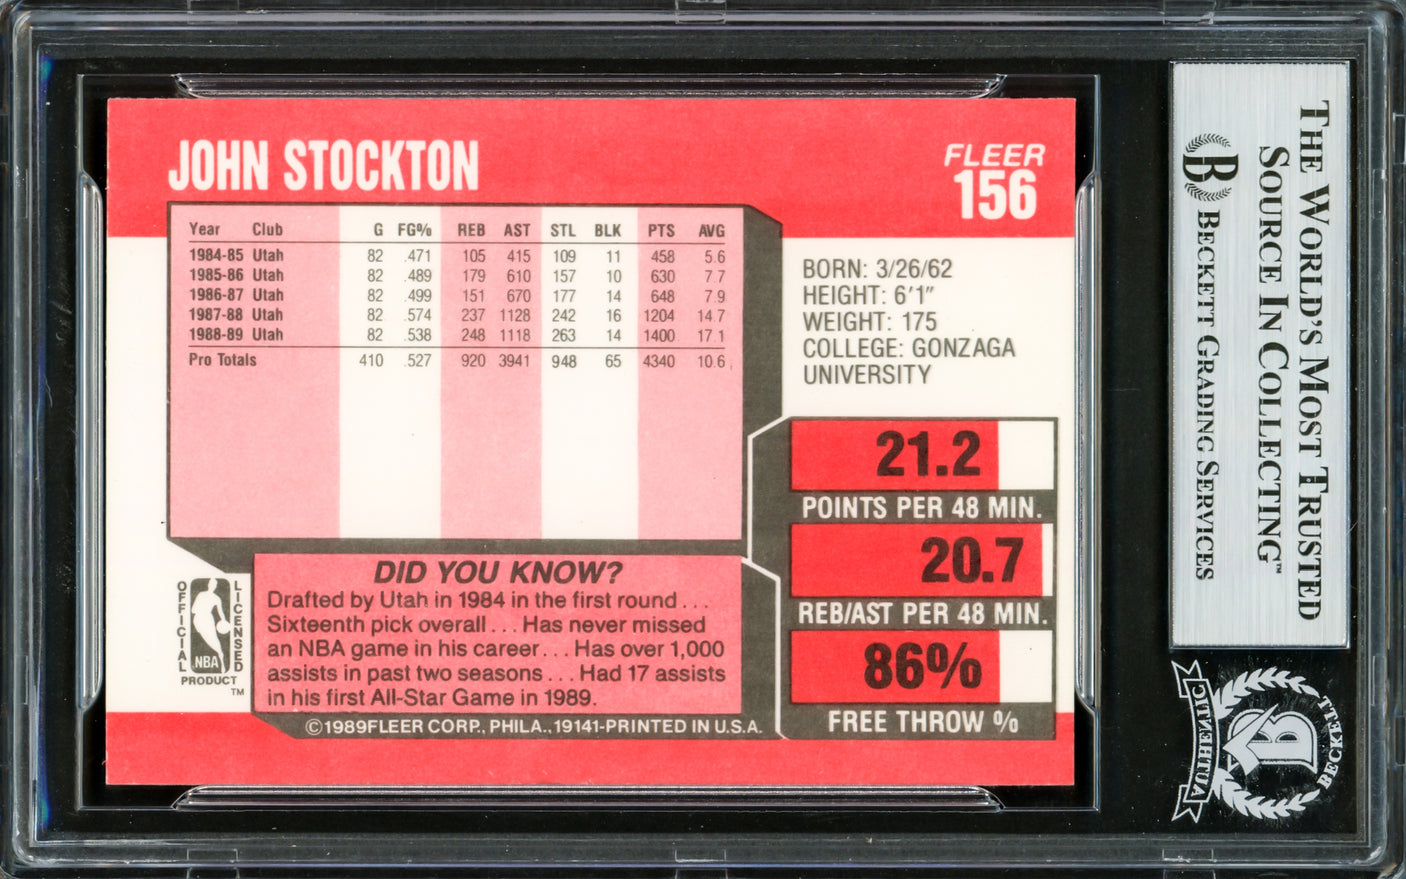 JOHN STOCKTON
FLEER
156
Year Club G FG% REB AST STL BLK PTS AVG
1984-85 Utah 82 .471 105 415 109 11 458 5.6
1985-86 Utah 82 .489 179 610 157 10 630 7.7
1986-87 Utah 82 .499 151 670 177 14 648 7.9
1987-88 Utah 82 .574 237 1128 242 16 1204 14.7
1988-89 Utah 82 .538 248 1118 263 14 1400 17.1
Pro Totals 410 .527 920 3941 948 65 4340 10.6
BORN: 3/26/62
HEIGHT: 6'1"
WEIGHT: 175
COLLEGE: GONZAGA
UNIVERSITY
21.2
POINTS PER 48 MIN.
20.7
REB/AST PER 48 MIN.
86%
FREE THROW %
DID YOU KNOW?
Drafted by Utah in 1984 in the first round . . .
Sixteenth pick overall . . . Has never missed
an NBA game in his career . . . Has over 1,000
assists in past two seasons . . . Had 17 assists
in his first All-Star Game in 1989.
OFFICIAL
LICENSED
NBA
PRODUCT
™
©1989 FLEER CORP., PHILA., 19141-PRINTED IN U.S.A.
THE WORLD'S MOST TRUSTED
SOURCE IN COLLECTING™
B BECKETT GRADING SERVICES
AUTHENTIC
B
BECKETT